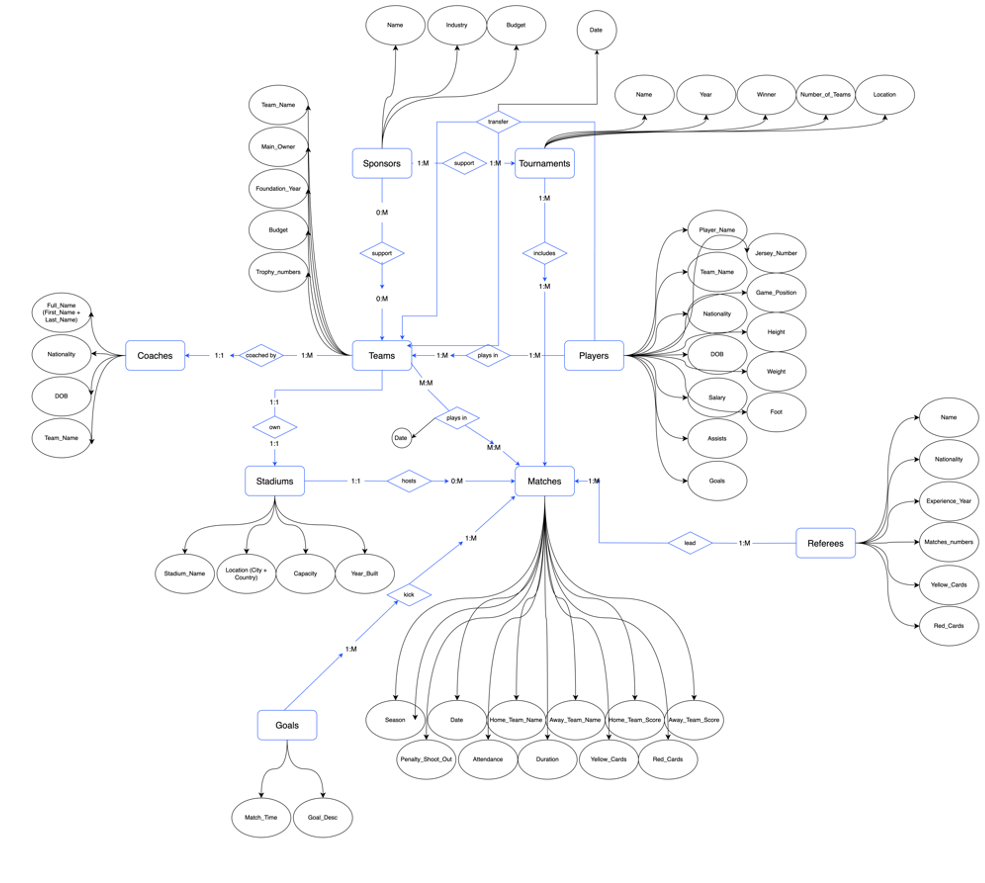 Name
Industry
Budget
Date
Name
Year
Winner
Number_of_Teams
Location
Team_Name
Main_Owner
Foundation_Year
Budget
Trophy_numbers
transfer
Sponsors
1:M
support
1:M
Tournaments
0:M
support
0:M
1:M
includes
1:M
Player_Name
Jersey_Number
Team_Name
Game_Position
Nationality
Height
DOB
Weight
Salary
Foot
Assists
Goals
Full_Name
(First_Name +
Last_Name)
Nationality
DOB
Team_Name
Coaches
1:1
coached by
1:M
Teams
1:M
plays in
1:M
Players
M:M
plays in
M:M
Date
1:1
own
1:1
Stadiums
1:1
hosts
0:M
Matches
1:M
lead
1:M
Referees
Name
Nationality
Experience_Year
Matches_numbers
Yellow_Cards
Red_Cards
Stadium_Name
Location (City +
Country)
Capacity
Year_Built
1:M
kick
1:M
Goals
Match_Time
Goal_Desc
Season
Date
Home_Team_Name
Away_Team_Name
Home_Team_Score
Away_Team_Score
Penalty_Shoot_Out
Attendance
Duration
Yellow_Cards
Red_Cards